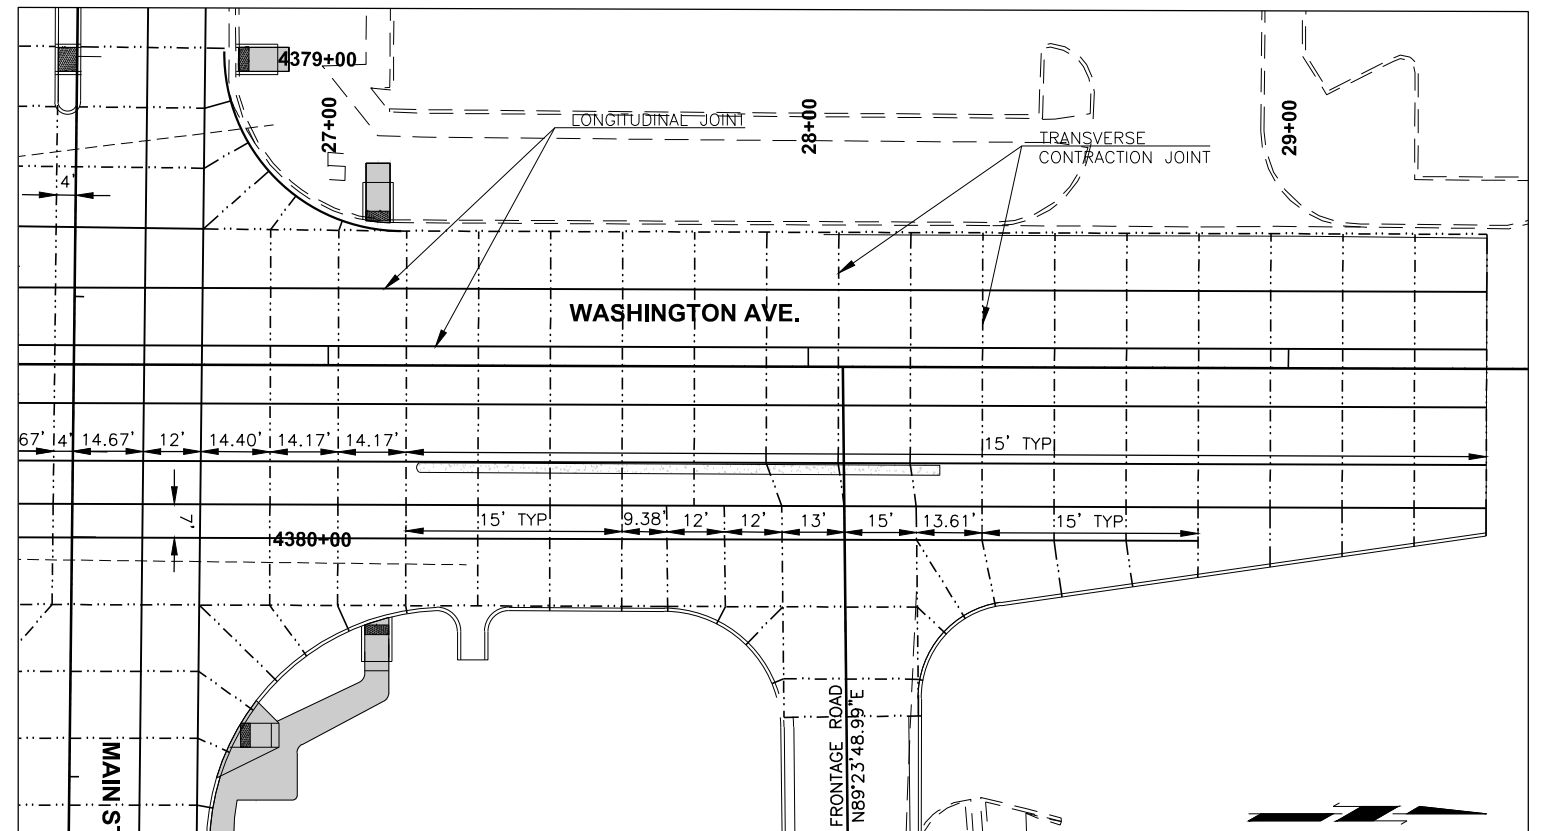 4379+00
27+00
LONGITUDINAL JOINT
28+00
29+00
TRANSVERSE
CONTRACTION JOINT
4'
WASHINGTON AVE.
67' 4' 14.67' 12' 14.40' 14.17' 14.17' 15' TYP
15' TYP 9.38' 12' 12' 13' 15' 13.61' 15' TYP
7'
4380+00
MAIN ST
FRONTAGE ROAD
N89°23'48.99"E